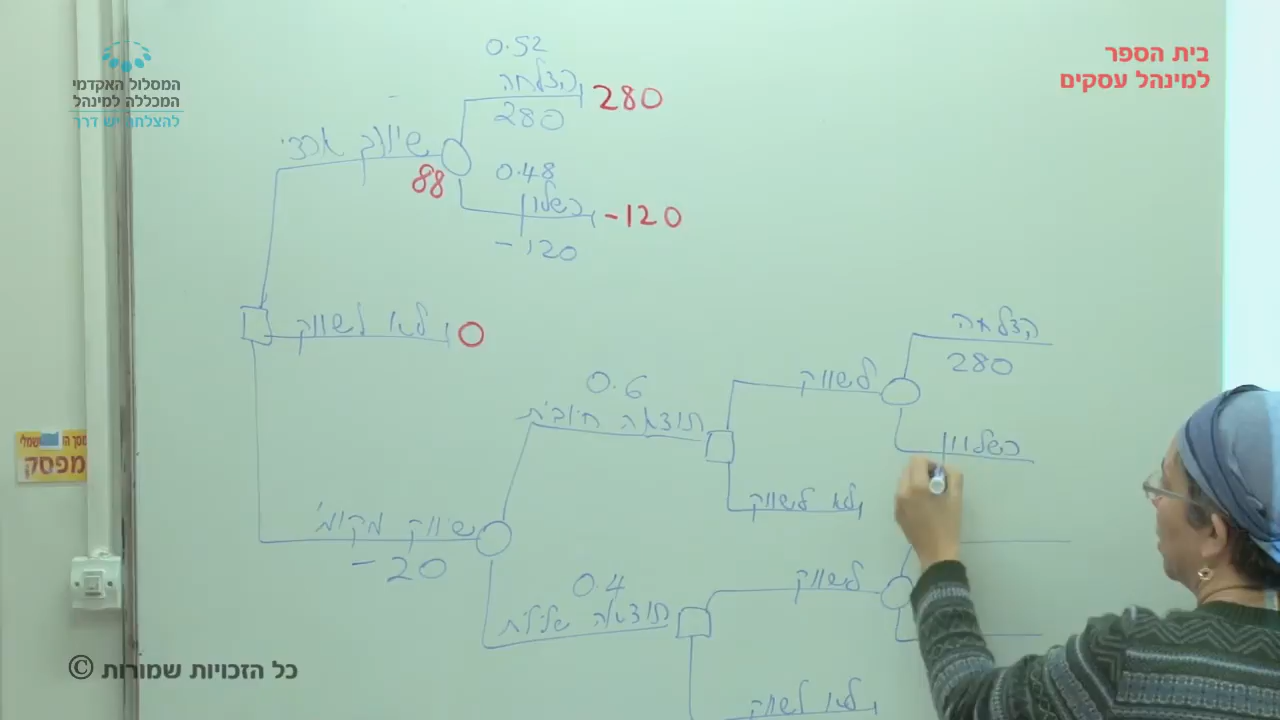 המסלול האקדמי
המכללה למינהל
להצלחה יש דרך
בית הספר
למינהל עסקים
0.52
הצלחה
280
280
שיווק ארצי
88
0.48
כשלון
-120
-120
לא לשווק
0
הצלחה
280
0.6
תוצאה חיובית
לשווק
כשלון
לא לשווק
שיווק מקומי
-20
0.4
תוצאה שלילית
לשווק
לא לשווק
מפסק
כל הזכויות שמורות ©